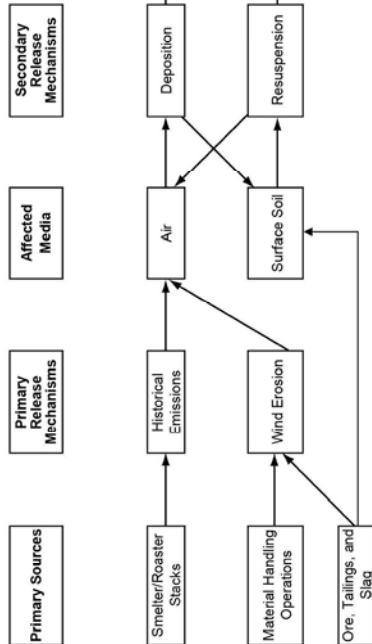 Primary Sources
Primary
Release
Mechanisms
Affected
Media
Secondary
Release
Mechanisms
Smelter/Roaster
Stacks
Historical
Emissions
Air
Deposition
Material Handling
Operations
Wind Erosion
Surface Soil
Resuspension
Ore, Tailings, and
Slag